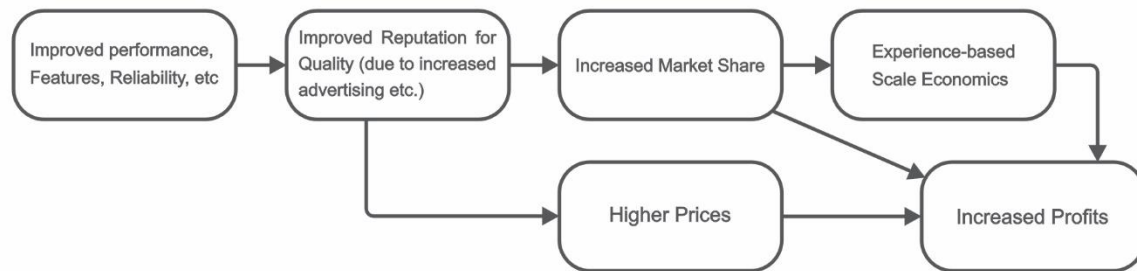 Improved performance,
Features, Reliability, etc
Improved Reputation for
Quality (due to increased
advertising etc.)
Increased Market Share
Experience-based
Scale Economics
Higher Prices
Increased Profits